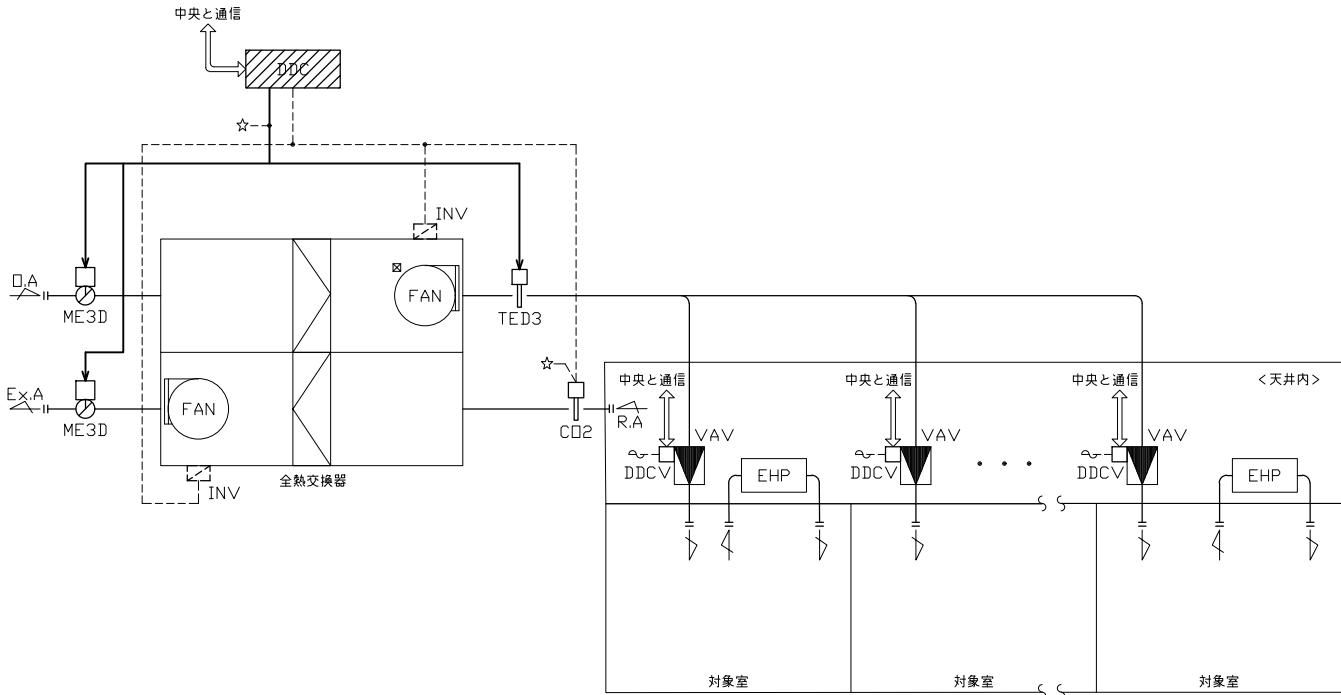 中央と通信
DDC
INV
O.A
FAN
ME3D
TED3
中央と通信
中央と通信
中央と通信
<天井内>
Ex.A
FAN
R.A
ME3D
CO2
VAV
VAV
VAV
DDCV
DDCV
DDCV
EHP
EHP
全熱交換器
INV
対象室
対象室
対象室